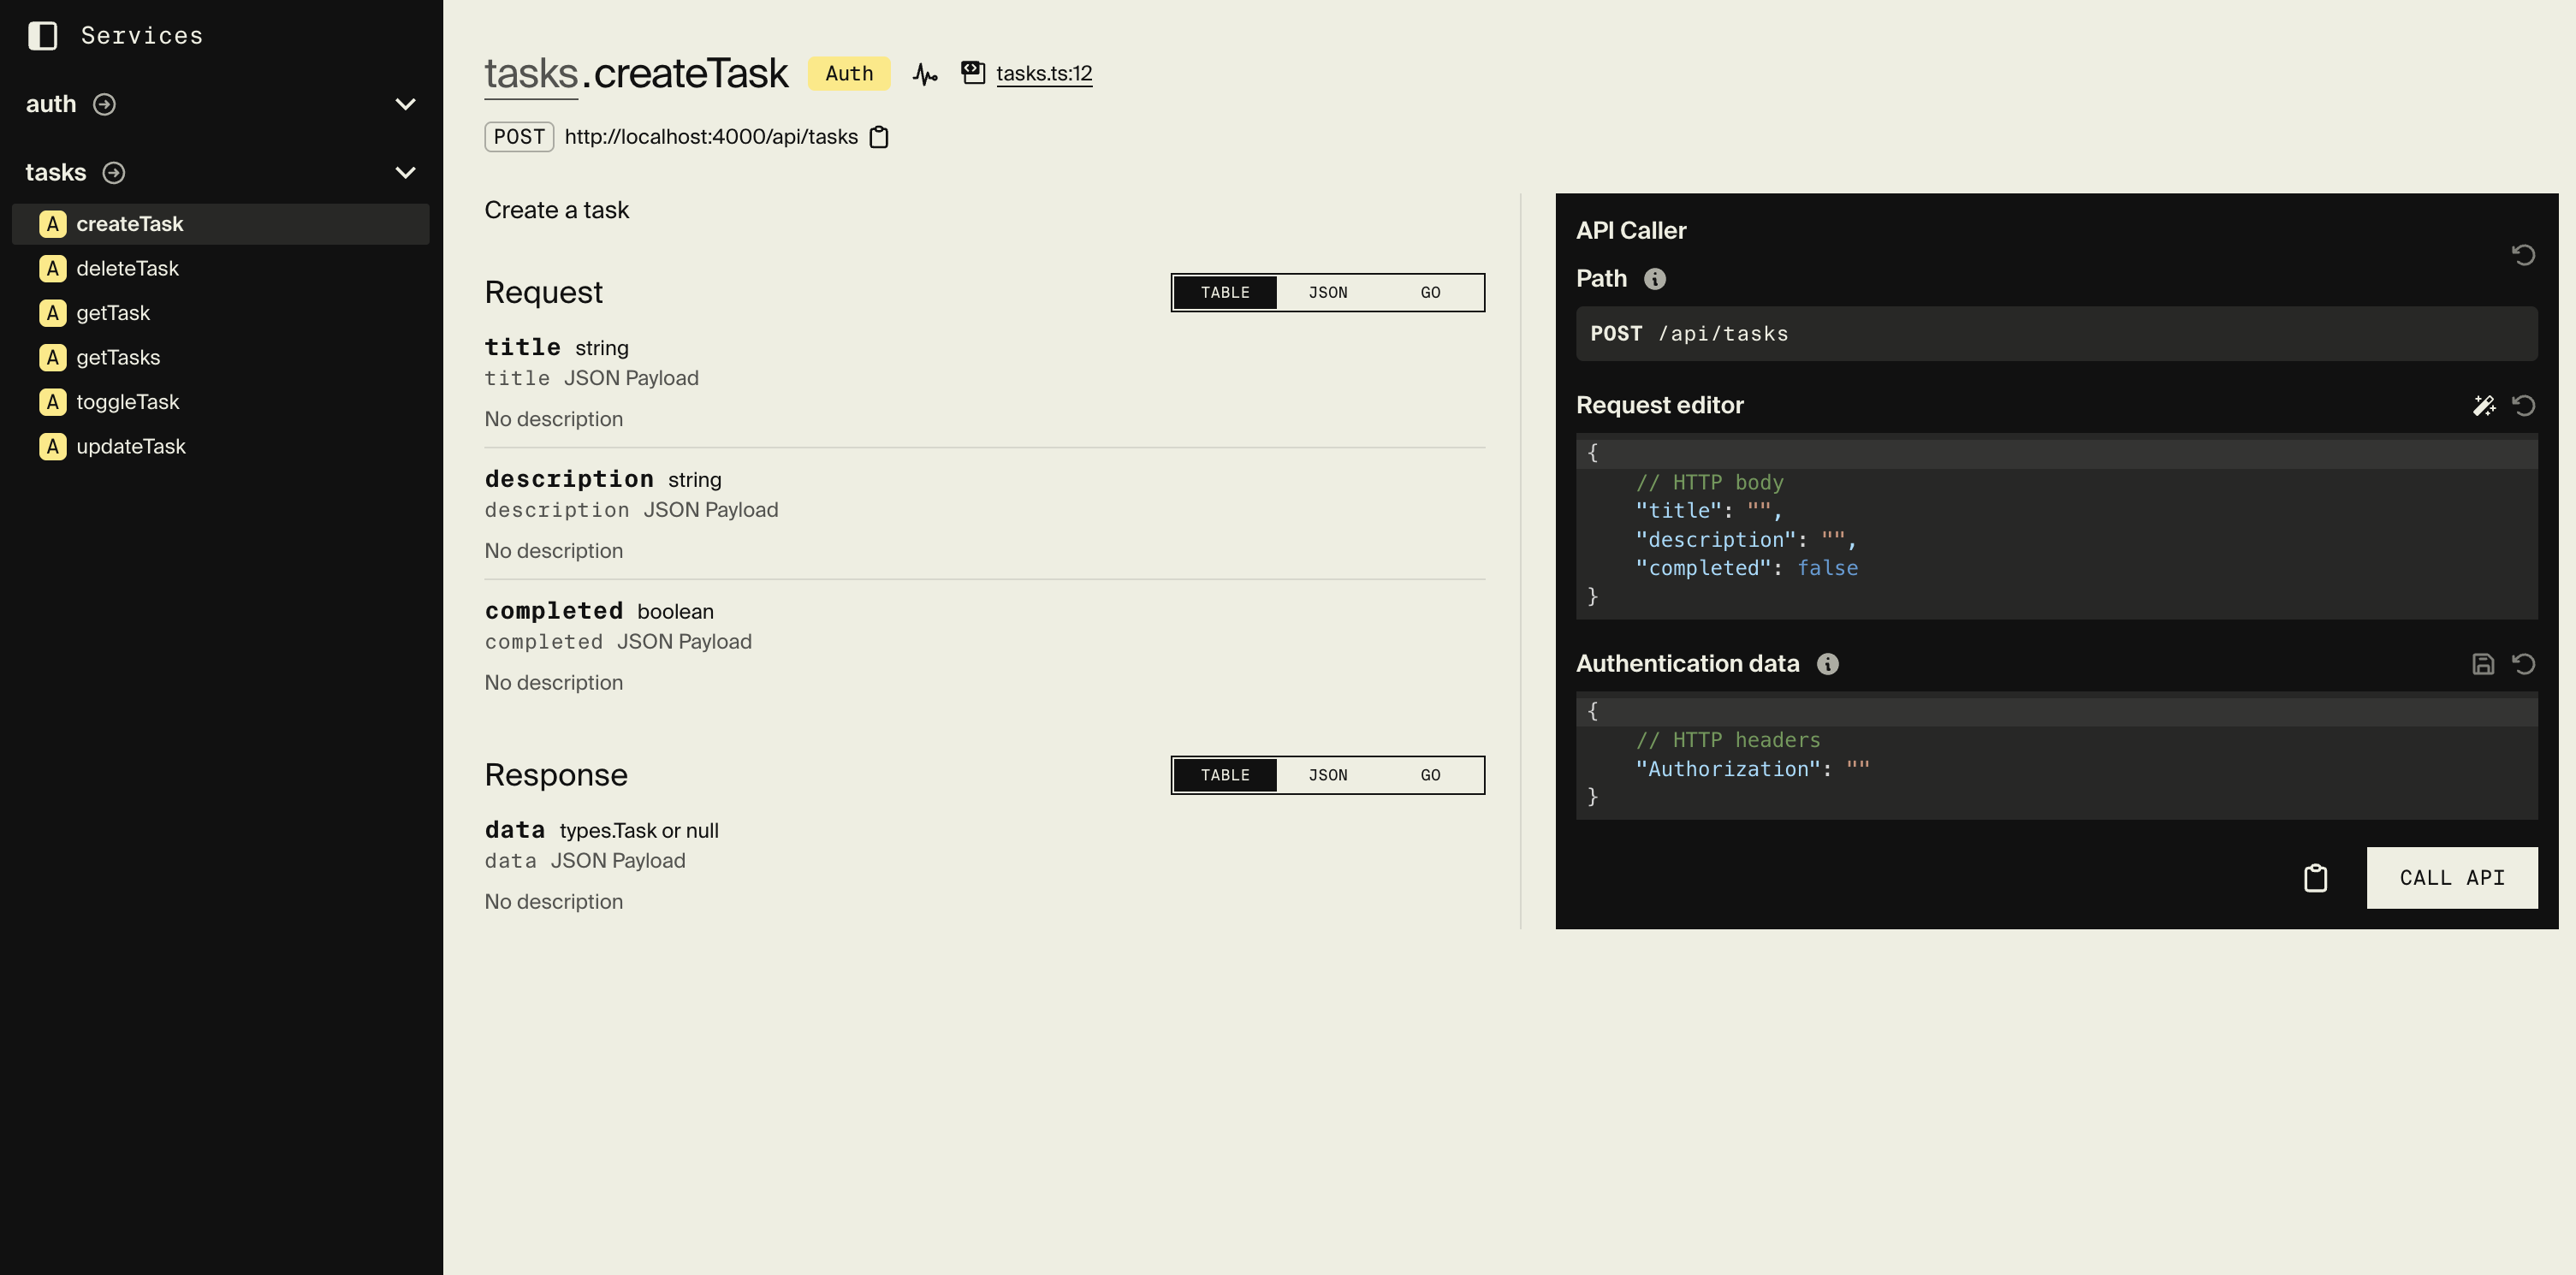 Services
auth
tasks
A createTask
A deleteTask
A getTask
A getTasks
A toggleTask
A updateTask
tasks.createTask Auth tasks.ts:12
POST http://localhost:4000/api/tasks
Create a task
Request TABLE JSON GO
title string
title JSON Payload
No description
description string
description JSON Payload
No description
completed boolean
completed JSON Payload
No description
Response TABLE JSON GO
data types.Task or null
data JSON Payload
No description
API Caller
Path
POST /api/tasks
Request editor
{
// HTTP body
"title": "",
"description": "",
"completed": false
}
Authentication data
{
// HTTP headers
"Authorization": ""
}
CALL API